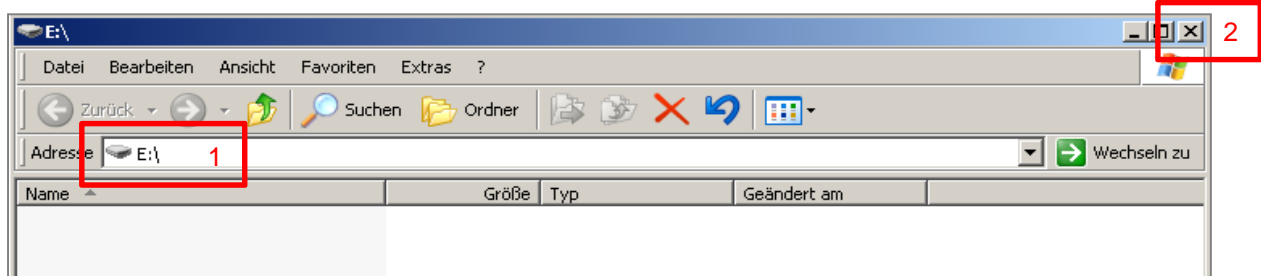 E:\
2
Datei Bearbeiten Ansicht Favoriten Extras ?
Zurück Suchen Ordner
Adresse E:\ 1 Wechseln zu
Name Größe Typ Geändert am